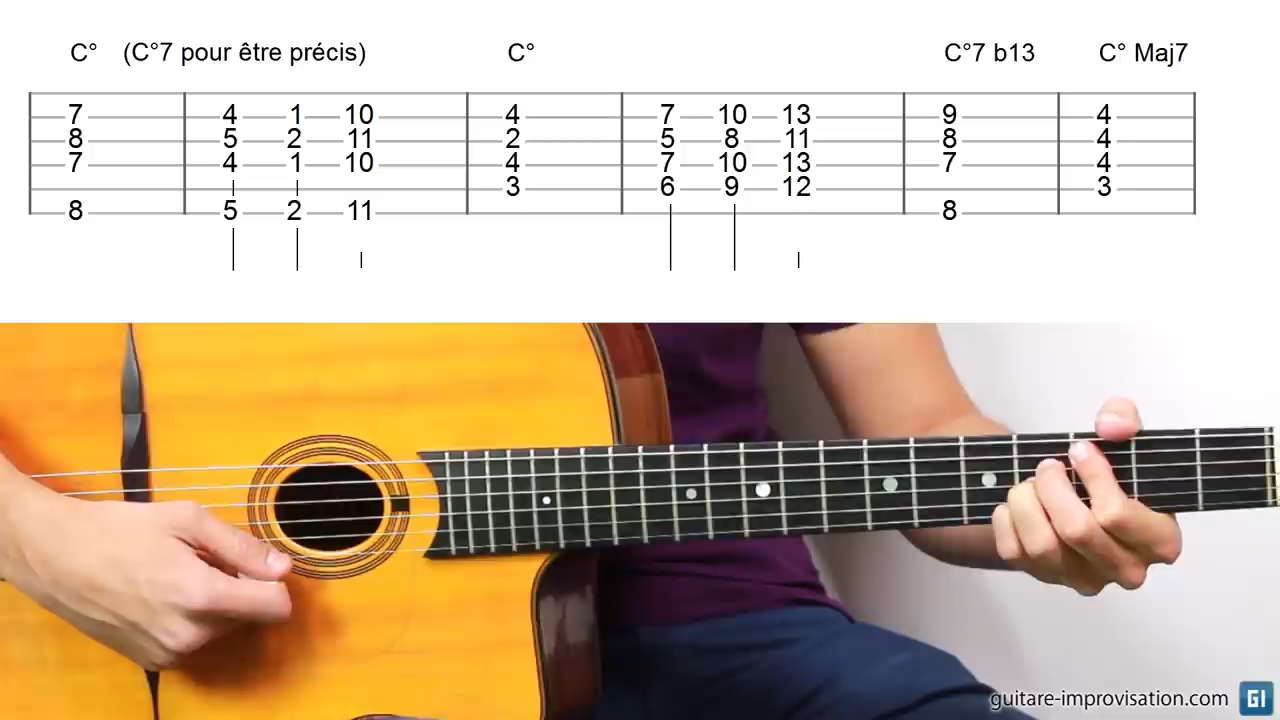 C° (C°7 pour être précis) C° C°7 b13 C° Maj7
7 4 1 10 4 7 10 13 9 4
8 5 2 11 2 5 8 11 8 4
7 4 1 10 4 7 10 13 7 4
3 6 9 12 3
8 5 2 11 8
guitare-improvisation.com GI